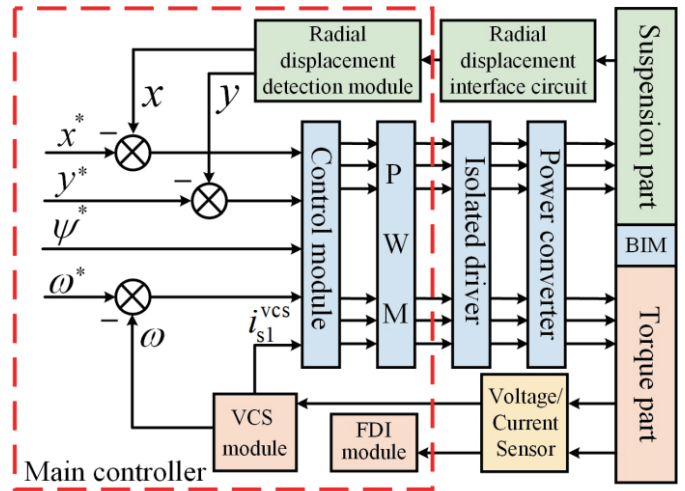 Radial
displacement
detection module
Radial
displacement
interface circuit
Suspension part
x
y
x*
−
y*
−
ψ*
ω*
−
ω
i_s1^vcs
Control module
P
W
M
Isolated driver
Power converter
BIM
Torque part
VCS
module
FDI
module
Voltage/
Current
Sensor
Main controller